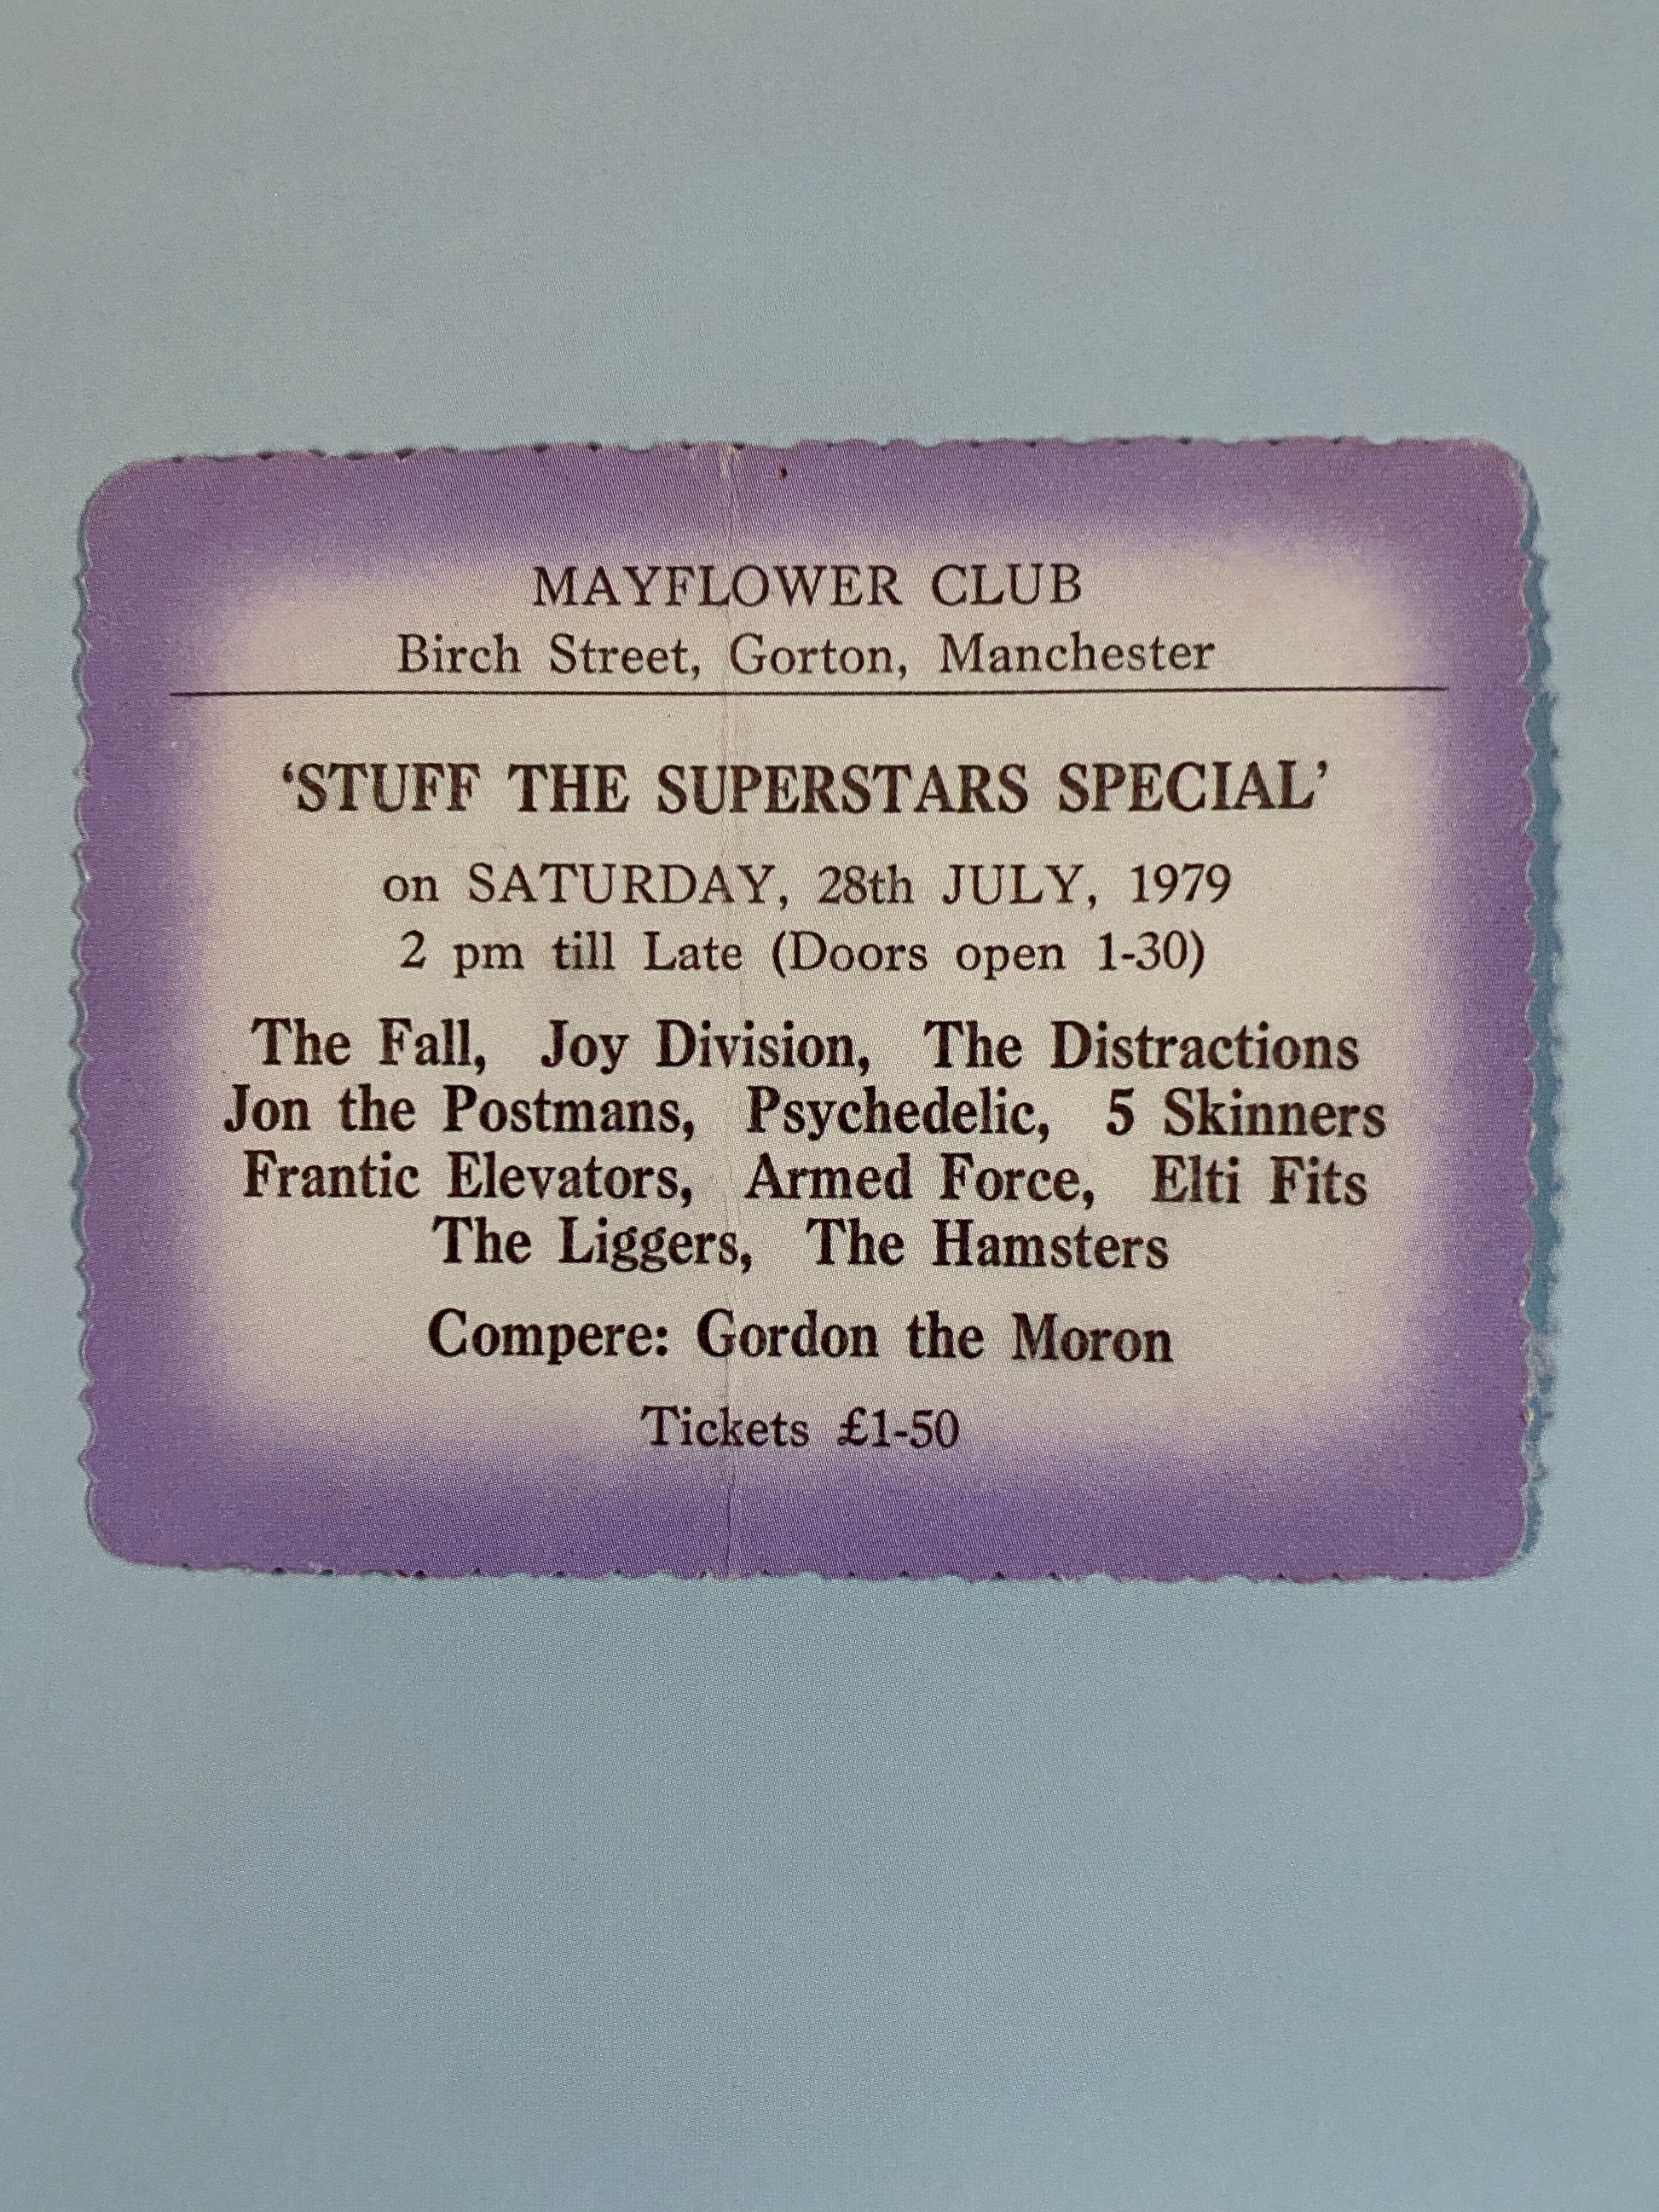 MAYFLOWER CLUB
Birch Street, Gorton, Manchester
‘STUFF THE SUPERSTARS SPECIAL’
on SATURDAY, 28th JULY, 1979
2 pm till Late (Doors open 1-30)
The Fall, Joy Division, The Distractions
Jon the Postmans, Psychedelic, 5 Skinners
Frantic Elevators, Armed Force, Elti Fits
The Liggers, The Hamsters
Compere: Gordon the Moron
Tickets £1-50